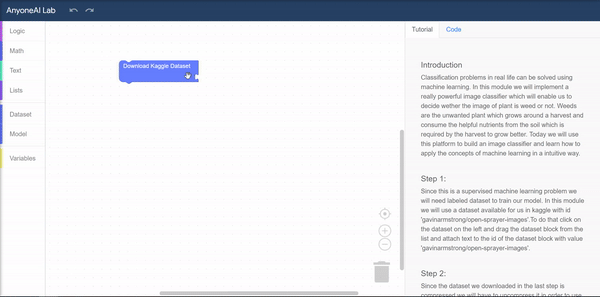 AnyoneAI Lab
Logic
Math
Text
Lists
Dataset
Model
Variables
Download Kaggle Dataset
Tutorial
Code
Introduction
Classification problems in real life can be solved using
machine learning. In this module we will implement a
really powerful image classifier which will enable us to
decide wether the image of plant is weed or not. Weeds
are the unwanted plant which grows around a harvest and
consume the helpful nutrients from the soil which is
required by the harvest to grow better. Today we will use
this platform to build an image classifier and learn how to
apply the concepts of machine learning in a intuitive way.
Step 1:
Since this is a supervised machine learning problem we
will need labeled dataset to train our model. In this module
we will use a dataset available for us in kaggle with id
'gavinarmstrong/open-sprayer-images'.To do that click on
the dataset on the left and drag the dataset block from the
list and attach text to the id of the dataset block with value
'gavinarmstrong/open-sprayer-images'.
Step 2:
Since the dataset we downloaded in the last step is
compressed we will have to uncompress it in order to use